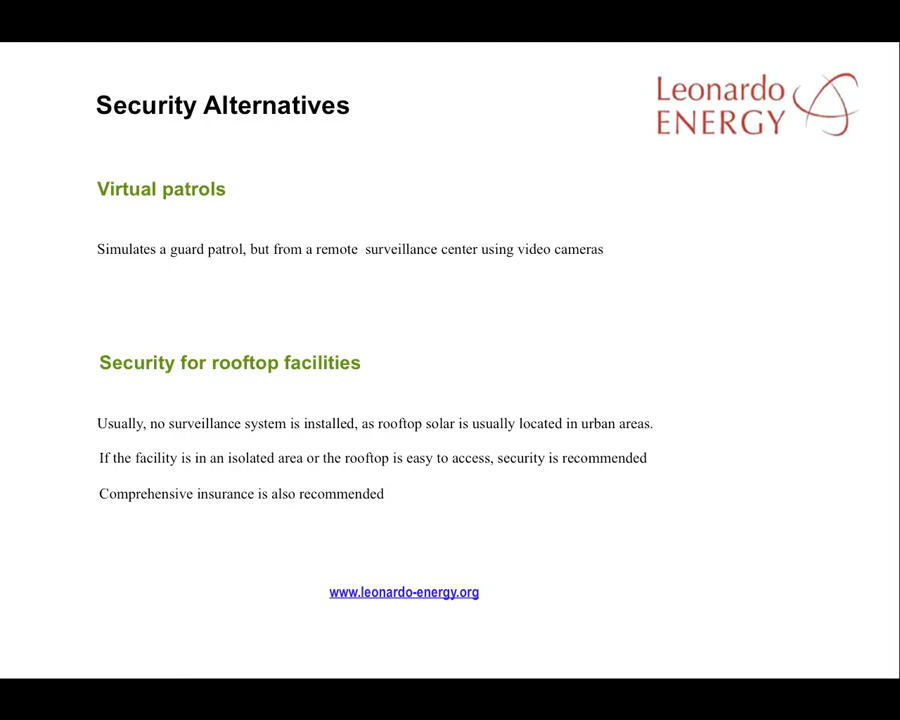 Security Alternatives
Leonardo
ENERGY
Virtual patrols
Simulates a guard patrol, but from a remote surveillance center using video cameras
Security for rooftop facilities
Usually, no surveillance system is installed, as rooftop solar is usually located in urban areas.
If the facility is in an isolated area or the rooftop is easy to access, security is recommended
Comprehensive insurance is also recommended
www.leonardo-energy.org